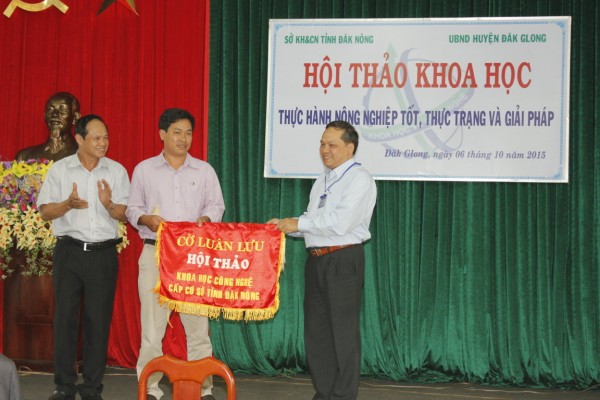 SỞ KH&CN TỈNH ĐĂK NÔNG
UBND HUYỆN ĐĂK GLONG
HỘI THẢO KHOA HỌC
THỰC HÀNH NÔNG NGHIỆP TỐT, THỰC TRẠNG VÀ GIẢI PHÁP
Đăk Glong, ngày 06 tháng 10 năm 2015
CỜ LUÂN LƯU
HỘI THẢO
KHOA HỌC CÔNG NGHỆ
CẤP CƠ SỞ TỈNH ĐĂK NÔNG